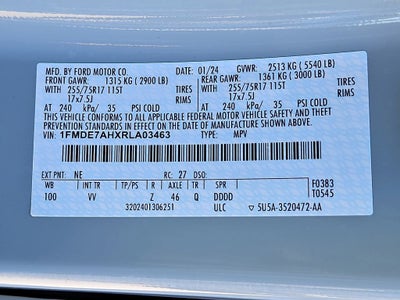 MFD. BY FORD MOTOR CO. 01/24 GVWR: 2513 KG ( 5540 LB)
FRONT GAWR: 1315 KG ( 2900 LB) REAR GAWR: 1361 KG ( 3000 LB)
WITH 255/75R17 115T TIRES WITH 255/75R17 115T TIRES
17x7.5J RIMS 17x7.5J RIMS
AT 240 kPa/ 35 PSI COLD AT 240 kPa/ 35 PSI COLD
THIS VEHICLE CONFORMS TO ALL APPLICABLE FEDERAL MOTOR VEHICLE SAFETY AND
THEFT PREVENTION STANDARDS IN EFFECT ON THE DATE OF MANUFACTURE SHOWN ABOVE.
VIN: 1FMDE7AHXRLA03463 TYPE: MPV
EXT PNT: NE RC: 27 DSO:
WB INT TR TP/PS R AXLE TR SPR F0383
100 VV Z 46 Q DDDD T0545
3202401306251 ULC 5U5A-3520472-AA